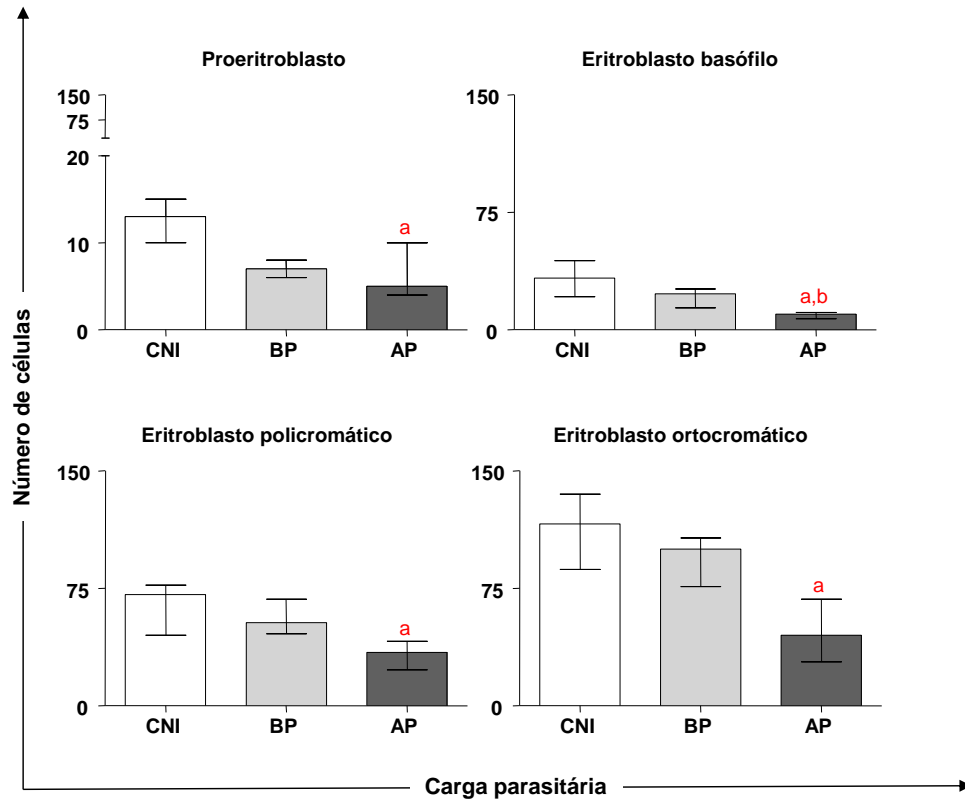 Proeritroblasto
150
75
20
10
0
a
CNI BP AP
Eritroblasto basófilo
150
75
0
a,b
CNI BP AP
Eritroblasto policromático
150
75
0
a
CNI BP AP
Eritroblasto ortocromático
150
75
0
a
CNI BP AP
Número de células
Carga parasitária